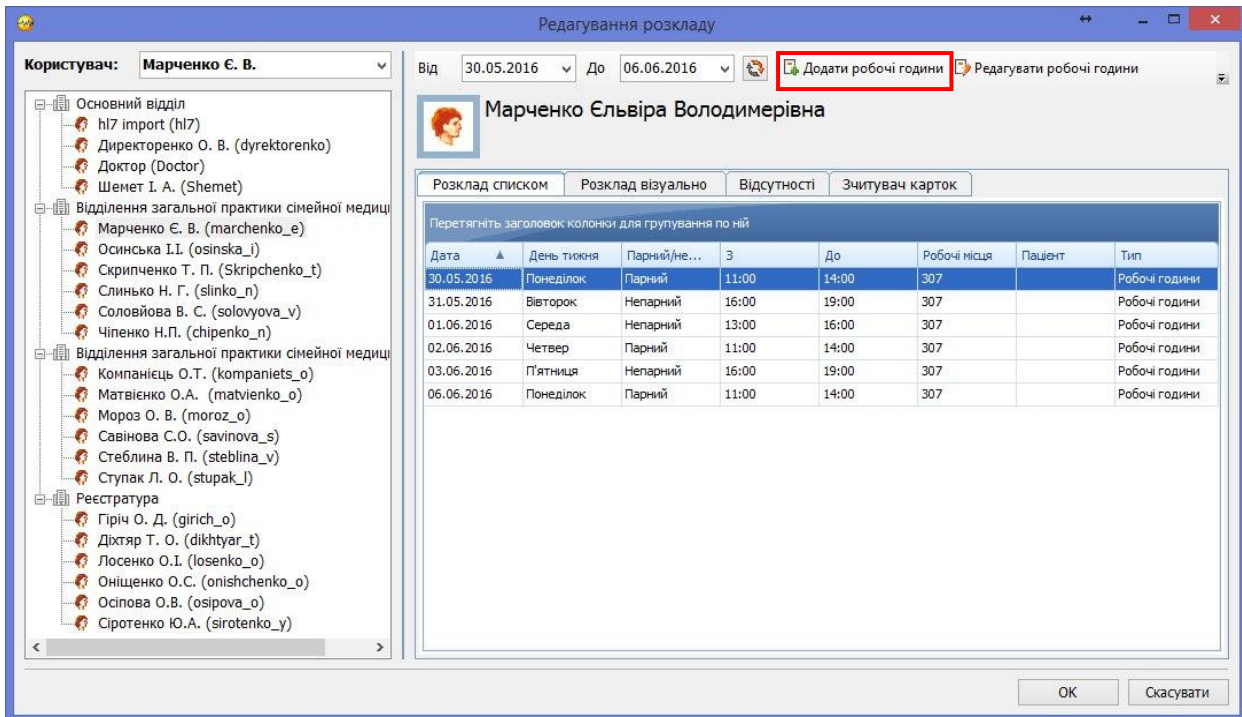 Редагування розкладу
Користувач: Марченко Є. В.
Основний відділ
hl7 import (hl7)
Директоренко О. В. (dyrektorenko)
Доктор (Doctor)
Шемет І. А. (Shemet)
Відділення загальної практики сімейної медиці
Марченко Є. В. (marchenko_e)
Осинська І.І. (osinska_i)
Скрипченко Т. П. (Skripchenko_t)
Слинько Н. Г. (slinko_n)
Соловйова В. С. (solovyova_v)
Чіпенко Н.П. (chipenko_n)
Відділення загальної практики сімейної медиці
Компанієць О.Т. (kompaniets_o)
Матвієнко О.А. (matvienko_o)
Мороз О. В. (moroz_o)
Савінова С.О. (savinova_s)
Стеблина В. П. (steblina_v)
Ступак Л. О. (stupak_l)
Реєстратура
Гіріч О. Д. (girich_o)
Діхтяр Т. О. (dikhtyar_t)
Лосенко О.І. (losenko_o)
Оніщенко О.С. (onishchenko_o)
Осіпова О.В. (osipova_o)
Сіротенко Ю.А. (sirotenko_y)
Від 30.05.2016 До 06.06.2016 Додати робочі години Редагувати робочі години
Марченко Єльвіра Володимерівна
Розклад списком Розклад візуально Відсутності Зчитувач карток
Перетягніть заголовок колонки для групування по ній
Дата День тижня Парний/не... З До Робочі місця Пацієнт Тип
30.05.2016 Понеділок Парний 11:00 14:00 307 Робочі години
31.05.2016 Вівторок Непарний 16:00 19:00 307 Робочі години
01.06.2016 Середа Непарний 13:00 16:00 307 Робочі години
02.06.2016 Четвер Парний 11:00 14:00 307 Робочі години
03.06.2016 П'ятниця Непарний 16:00 19:00 307 Робочі години
06.06.2016 Понеділок Парний 11:00 14:00 307 Робочі години
ОК Скасувати